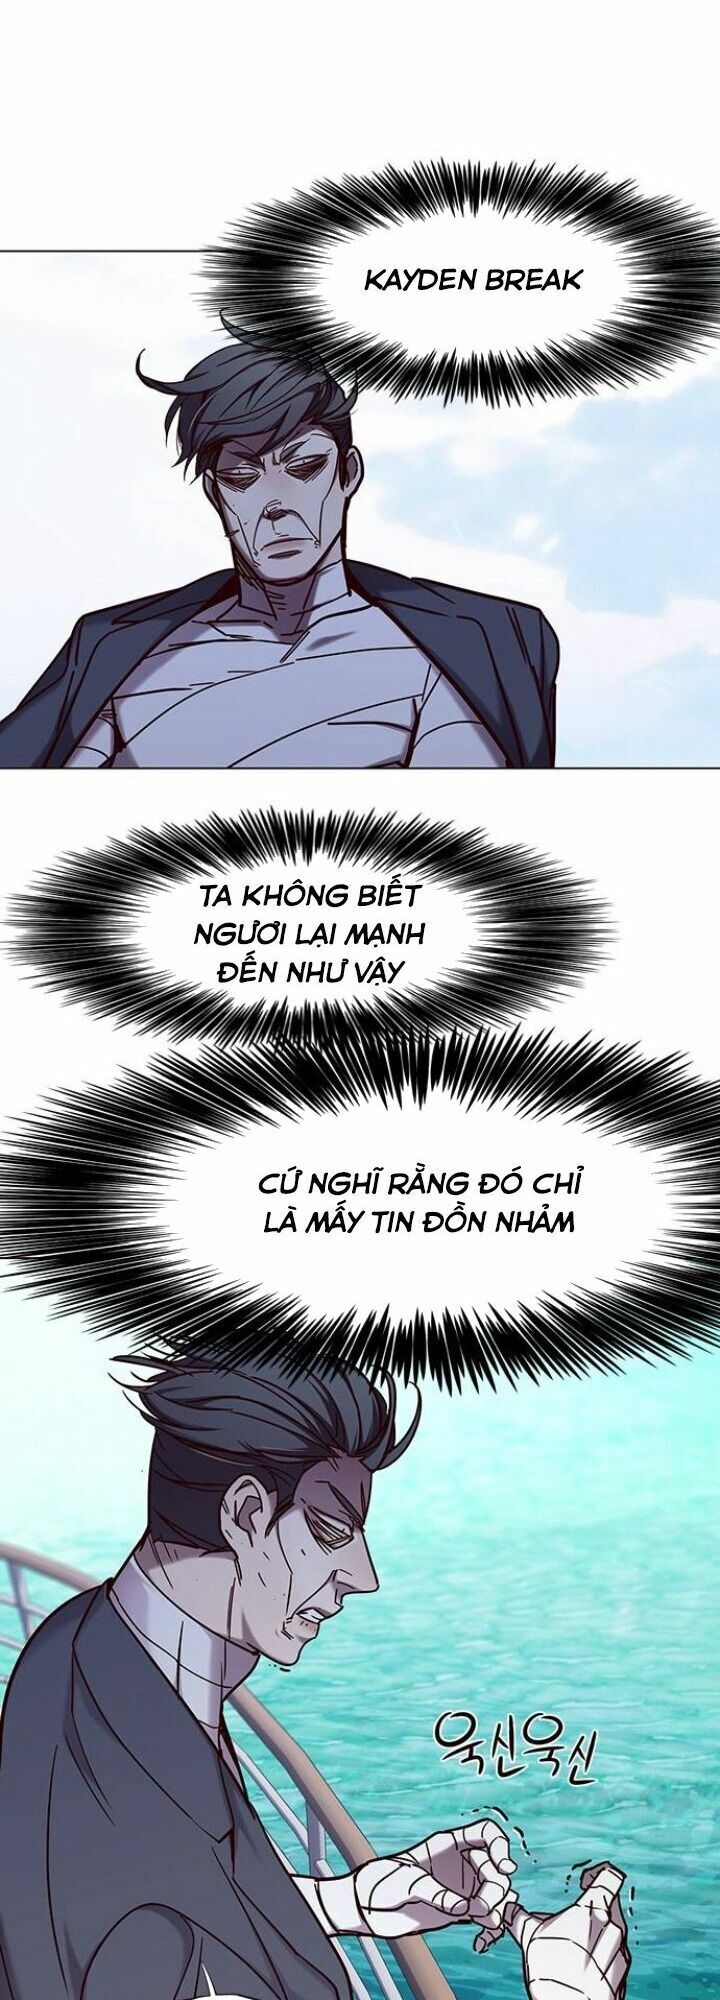 KAYDEN BREAK
TA KHÔNG BIẾT
NGƯƠI LẠI MẠNH
ĐẾN NHƯ VẬY
CỨ NGHĨ RẰNG ĐÓ CHỈ
LÀ MẤY TIN ĐỒN NHẢM
욱신욱신